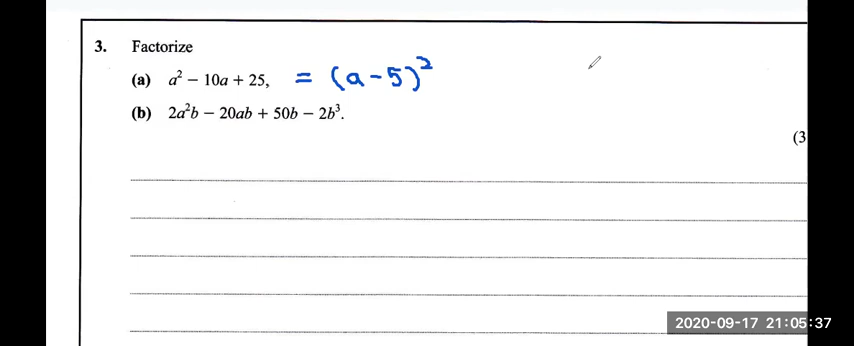 3. Factorize
(a) a² − 10a + 25, = (a-5)²
(b) 2a²b − 20ab + 50b − 2b³.
(3
2020-09-17 21:05:37